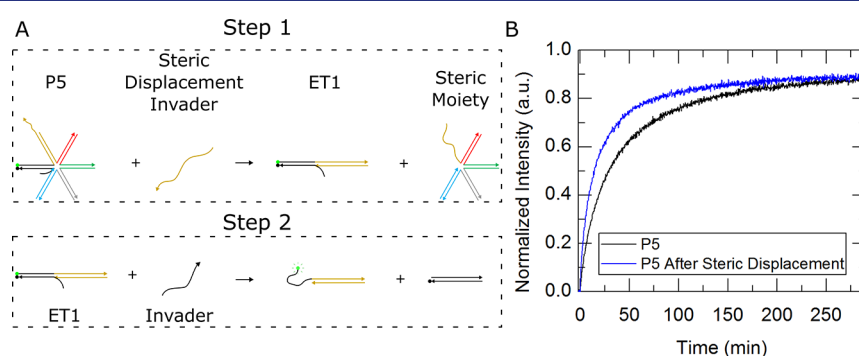 A
Step 1
P5
Steric
Displacement
Invader
ET1
Steric
Moiety
+
+
Step 2
+
+
ET1
Invader
B
Normalized Intensity (a.u.)
1.0
0.8
0.6
0.4
0.2
0.0
P5
P5 After Steric Displacement
0 50 100 150 200 250
Time (min)